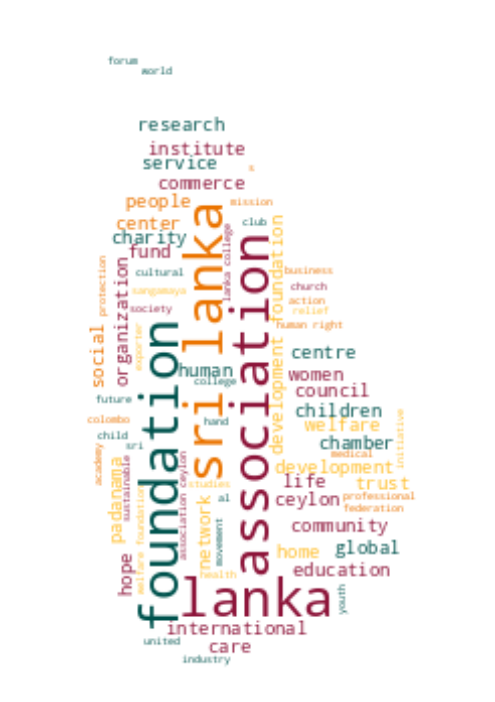 forum
world
research
institute
service
s
commerce
people
mission
center
club
charity
fund
sri lanka
lanka college
association
development foundation
organization
protection
cultural
business
sangamaya
church
action
society
relief
human right
exporter
social
foundation
human
college
centre
women
council
future
children
colombo
hand
welfare
child
sri
chamber
initiative
medical
academy
padanama
sustainable
association ceylon
development
studies
life
trust
al
ceylon
professional
federation
welfare foundation
network
movement
community
home
global
hope
health
education
lanka
youth
international
united
care
industry